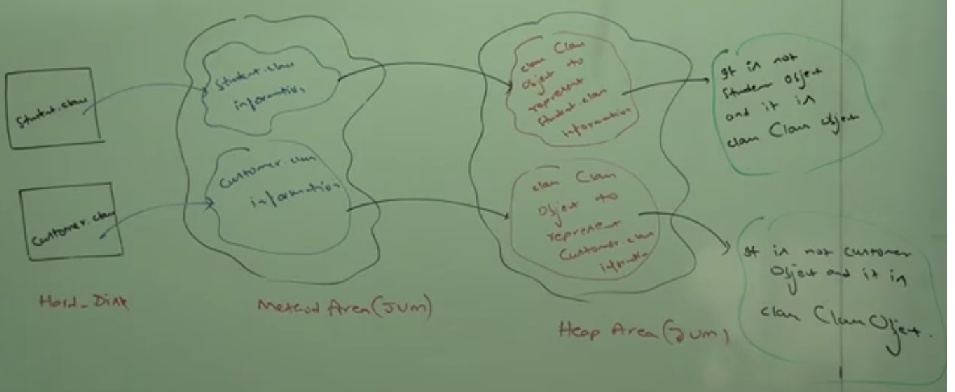 Student.class
Customer.class
Hard_Disk
Student.class
information
Customer.class
information
Method Area(JVM)
class Class
object to
represent
Student.class
information
class Class
Object to
represent
Customer.class
information
Heap Area(JVM)
It is not
Student object
and it is
class Class object
It is not customer
Object and it is
class Class Object.